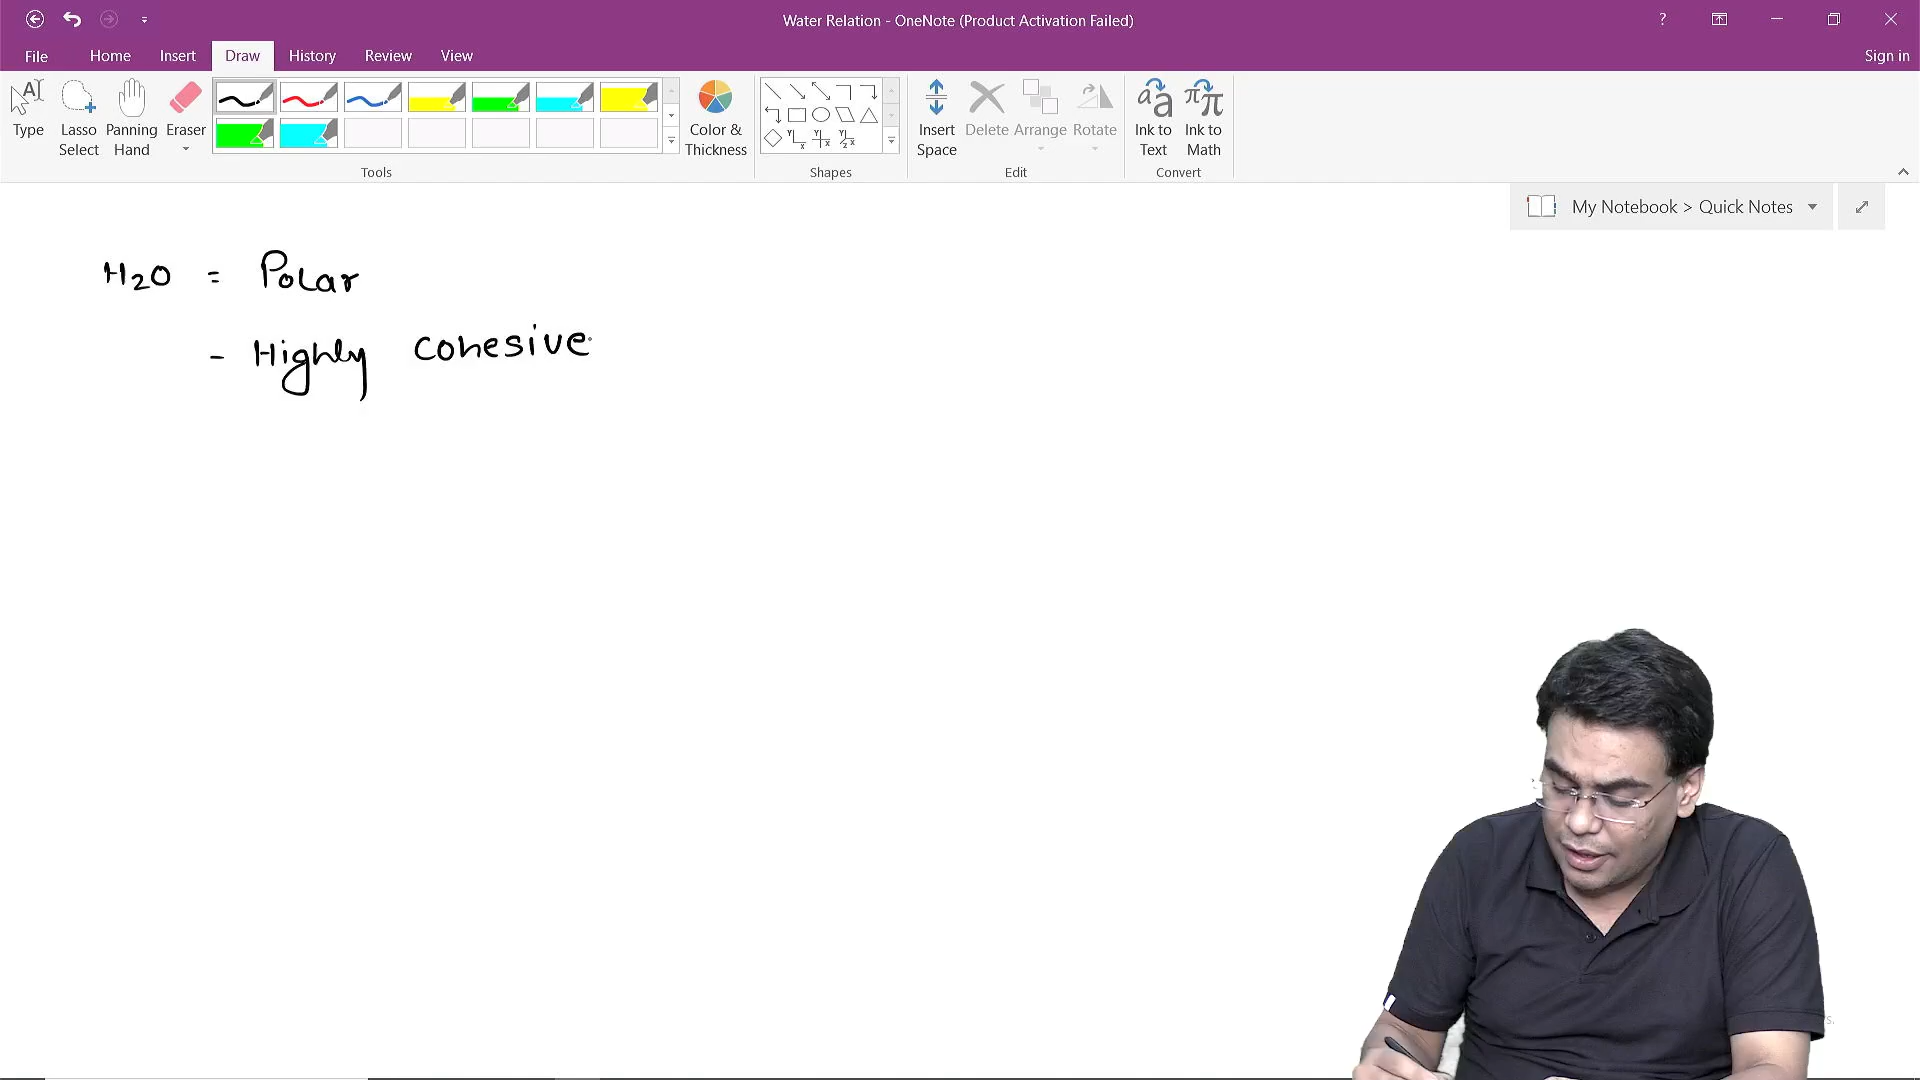 Water Relation - OneNote (Product Activation Failed)
?
File Home Insert Draw History Review View
Sign in
Type
Lasso Select
Panning Hand
Eraser
Color & Thickness
Insert Space
Delete
Arrange
Rotate
Ink to Text
Ink to Math
Tools
Shapes
Edit
Convert
My Notebook > Quick Notes
H2O = Polar
- Highly cohesive